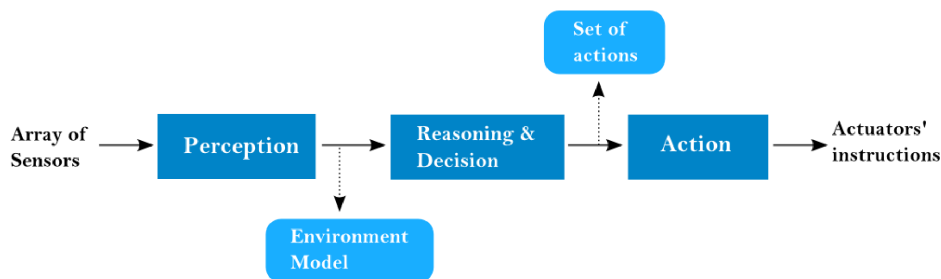 Set of
actions
Array of
Sensors
Perception
Reasoning &
Decision
Action
Actuators'
instructions
Environment
Model